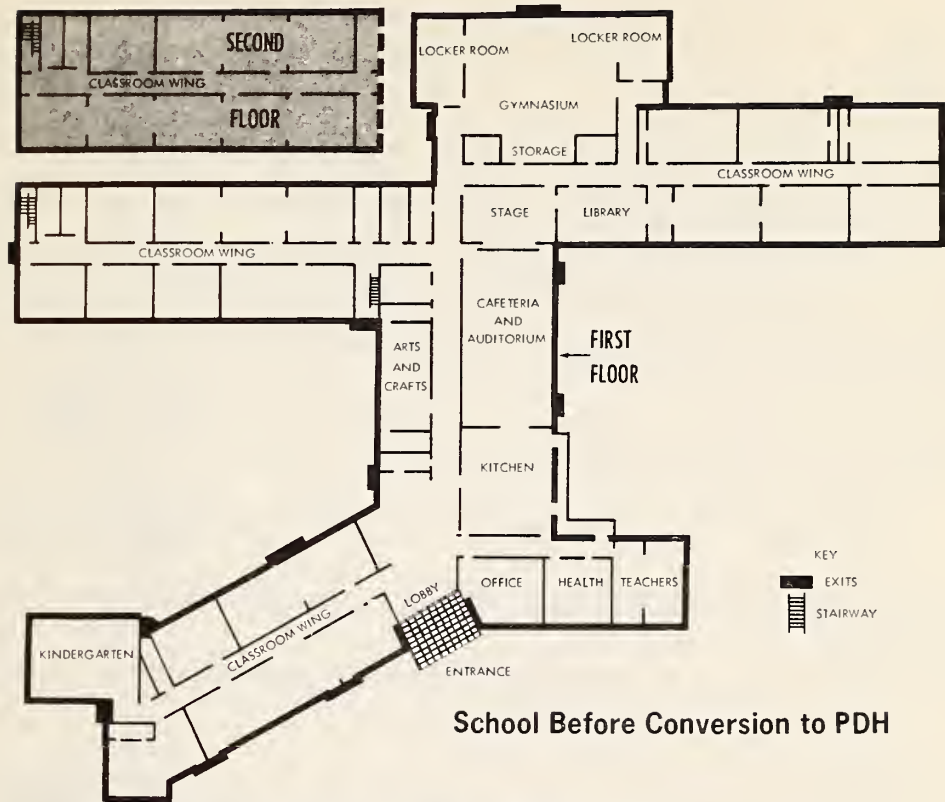 SECOND
CLASSROOM WING
FLOOR
LOCKER ROOM
LOCKER ROOM
GYMNASIUM
STORAGE
CLASSROOM WING
STAGE
LIBRARY
CLASSROOM WING
CAFETERIA
AND
AUDITORIUM
FIRST
FLOOR
ARTS
AND
CRAFTS
KITCHEN
KEY
EXITS
STAIRWAY
OFFICE
HEALTH
TEACHERS
LOBBY
CLASSROOM WING
KINDERGARTEN
ENTRANCE
School Before Conversion to PDH